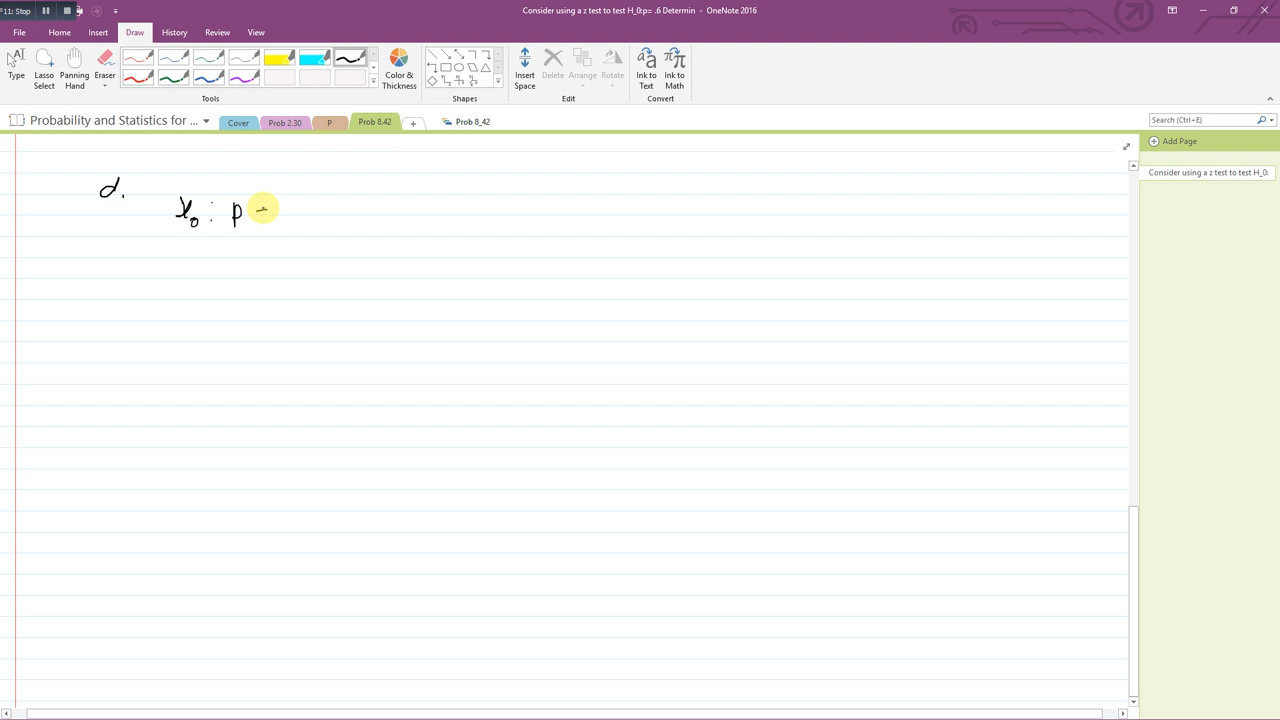 F11: Stop
Consider using a z test to test H_0:p= .6 Determin - OneNote 2016
File Home Insert Draw History Review View
Type
Lasso Select
Panning Hand
Eraser
Color & Thickness
Insert Space
Delete
Arrange
Rotate
Ink to Text
Ink to Math
Tools
Shapes
Edit
Convert
Probability and Statistics for ...
Cover
Prob 2.30
P
Prob 8.42
+
Prob 8_42
Search (Ctrl+E)
Add Page
Consider using a z test to test H_0:
d.
H₀ : p -